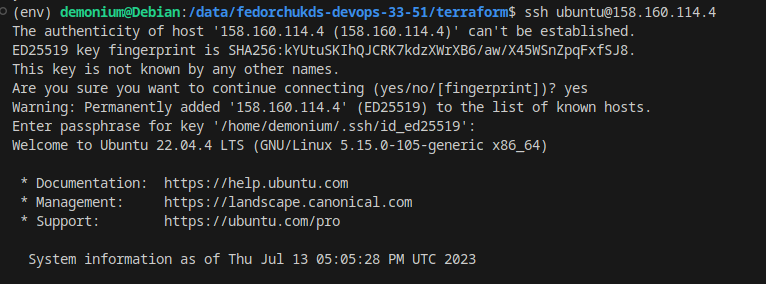 (env) demonium@Debian:/data/fedorchukds-devops-33-51/terraform$ ssh ubuntu@158.160.114.4
The authenticity of host '158.160.114.4 (158.160.114.4)' can't be established.
ED25519 key fingerprint is SHA256:kYUtuSKIhQJCRK7kdzXWrXB6/aw/X45WSnZpqFxfSJ8.
This key is not known by any other names.
Are you sure you want to continue connecting (yes/no/[fingerprint])? yes
Warning: Permanently added '158.160.114.4' (ED25519) to the list of known hosts.
Enter passphrase for key '/home/demonium/.ssh/id_ed25519':
Welcome to Ubuntu 22.04.4 LTS (GNU/Linux 5.15.0-105-generic x86_64)
* Documentation:  https://help.ubuntu.com
* Management:     https://landscape.canonical.com
* Support:        https://ubuntu.com/pro
System information as of Thu Jul 13 05:05:28 PM UTC 2023